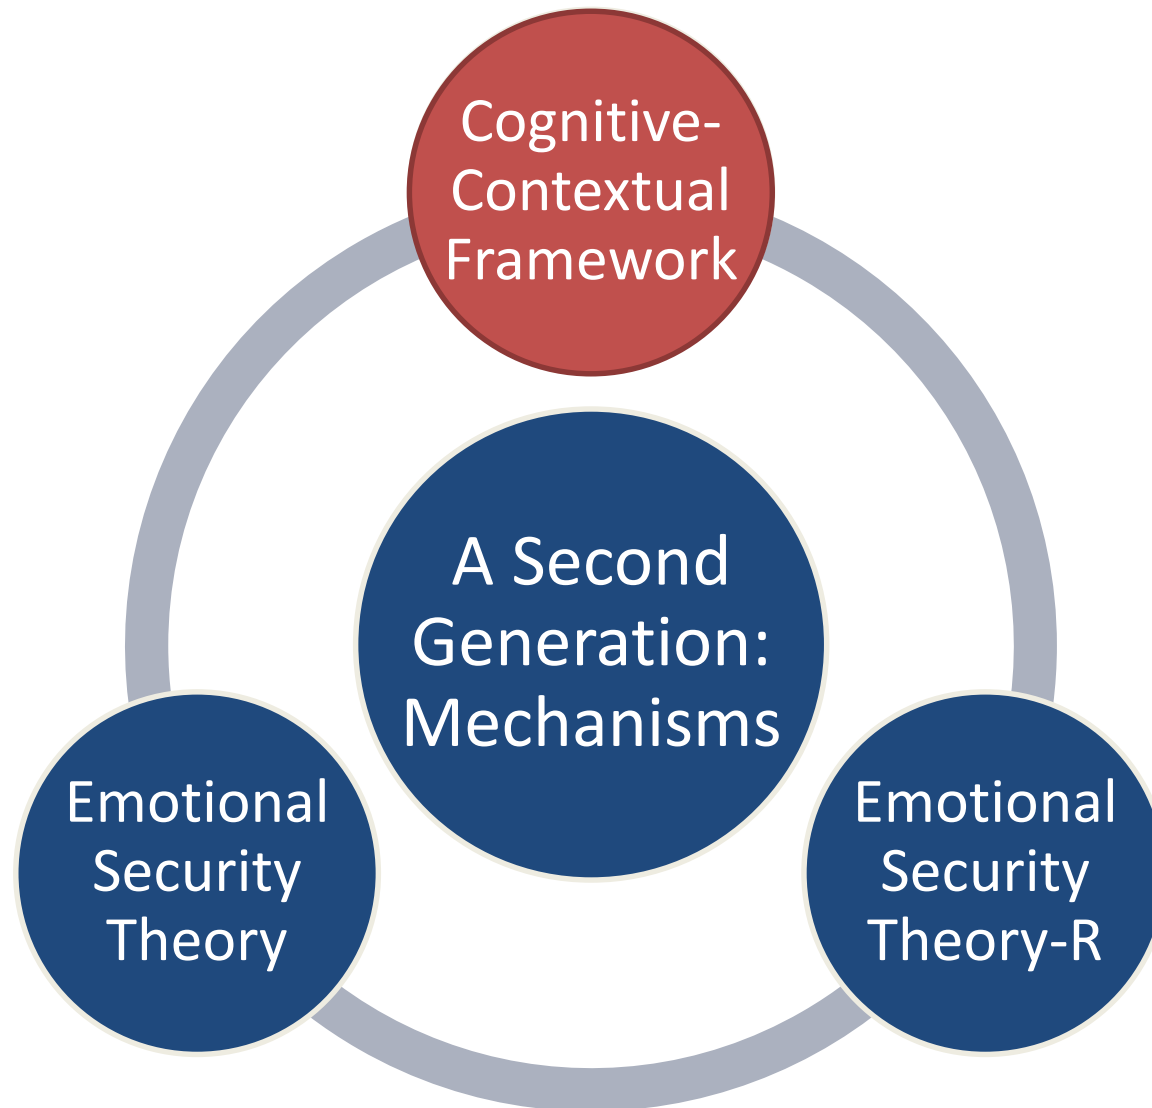 Cognitive-
Contextual
Framework
A Second
Generation:
Mechanisms
Emotional
Security
Theory
Emotional
Security
Theory-R